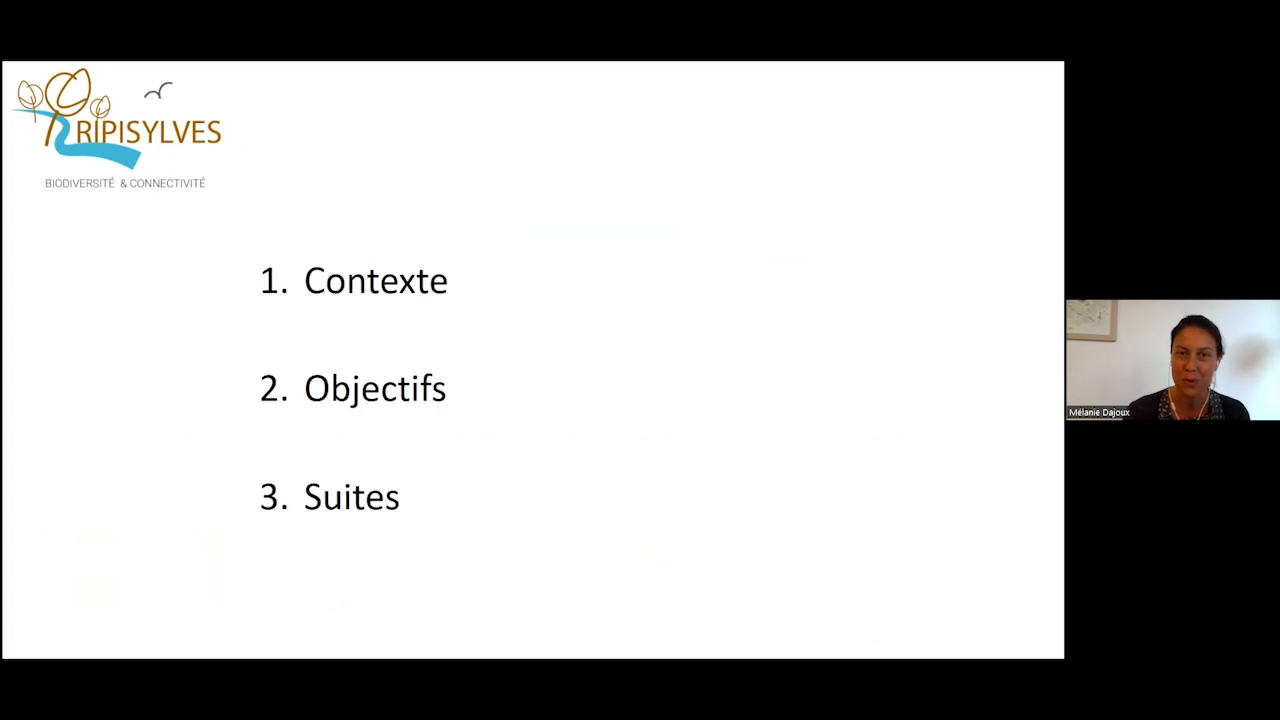 RIPISYLVES
BIODIVERSITÉ & CONNECTIVITÉ
1. Contexte
2. Objectifs
3. Suites
Mélanie Dajoux